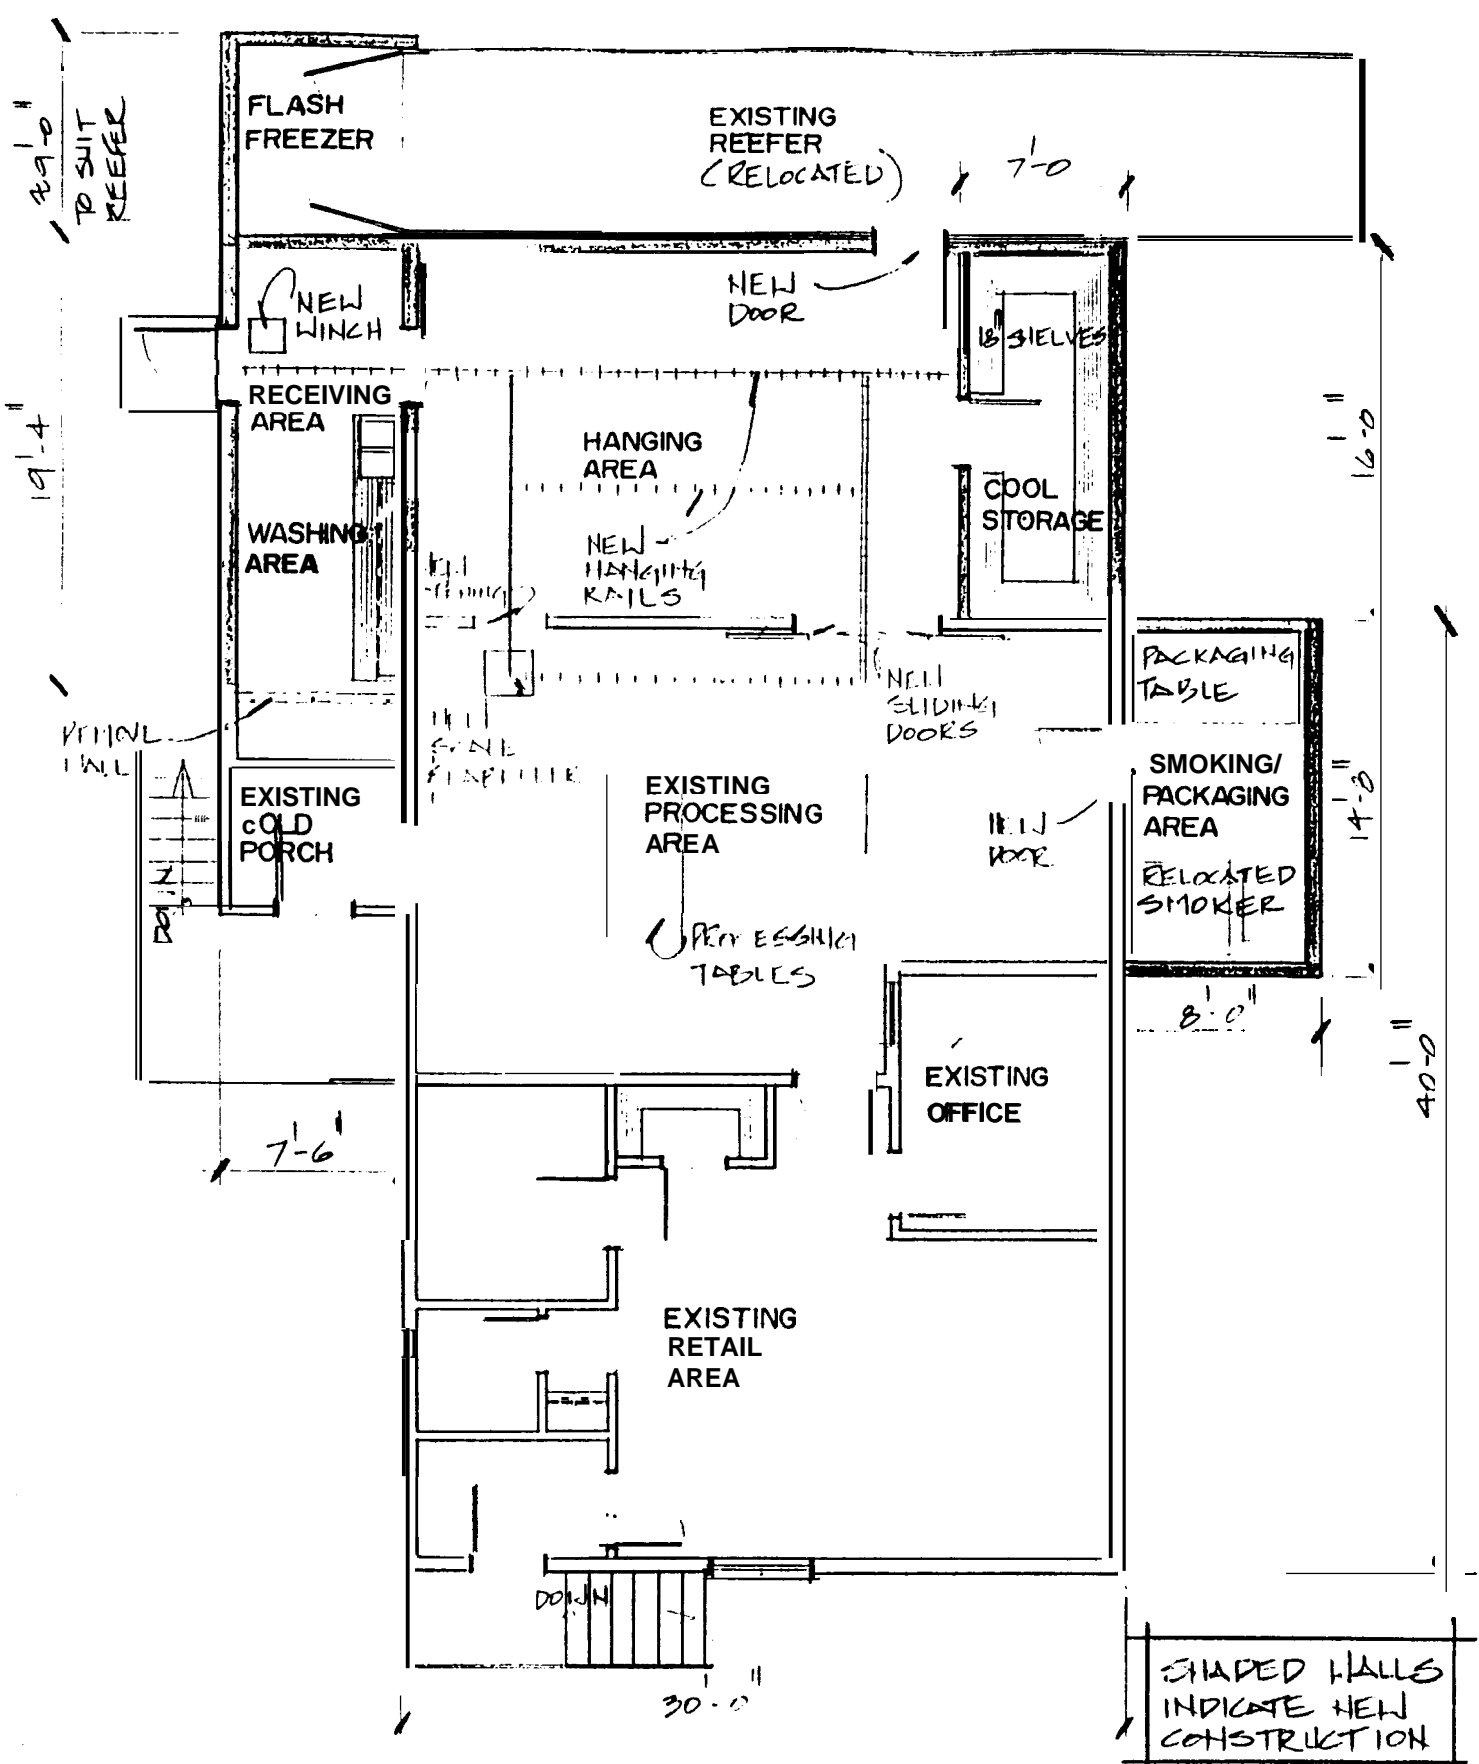 FLASH
FREEZER
EXISTING
REEFER
(RELOCATED)
7'-0
TO SUIT
REEFER
NEW
WINCH
NEW
DOOR
18" SHELVES
RECEIVING
AREA
19'-4"
HANGING
AREA
16'-0"
COOL
STORAGE
WASHING
AREA
NEW
HANGING
RAILS
PACKAGING
TABLE
NEW
SLIDING
DOORS
EXISTING
COLD
PORCH
EXISTING
PROCESSING
AREA
SMOKING/
PACKAGING
AREA
14'-8"
NEW
DOOR
RELOCATED
SMOKER
TABLES
8'-0"
40'-0"
EXISTING
OFFICE
7'-6"
EXISTING
RETAIL
AREA
DOWN
30'-0"
SHADED WALLS
INDICATE NEW
CONSTRUCTION